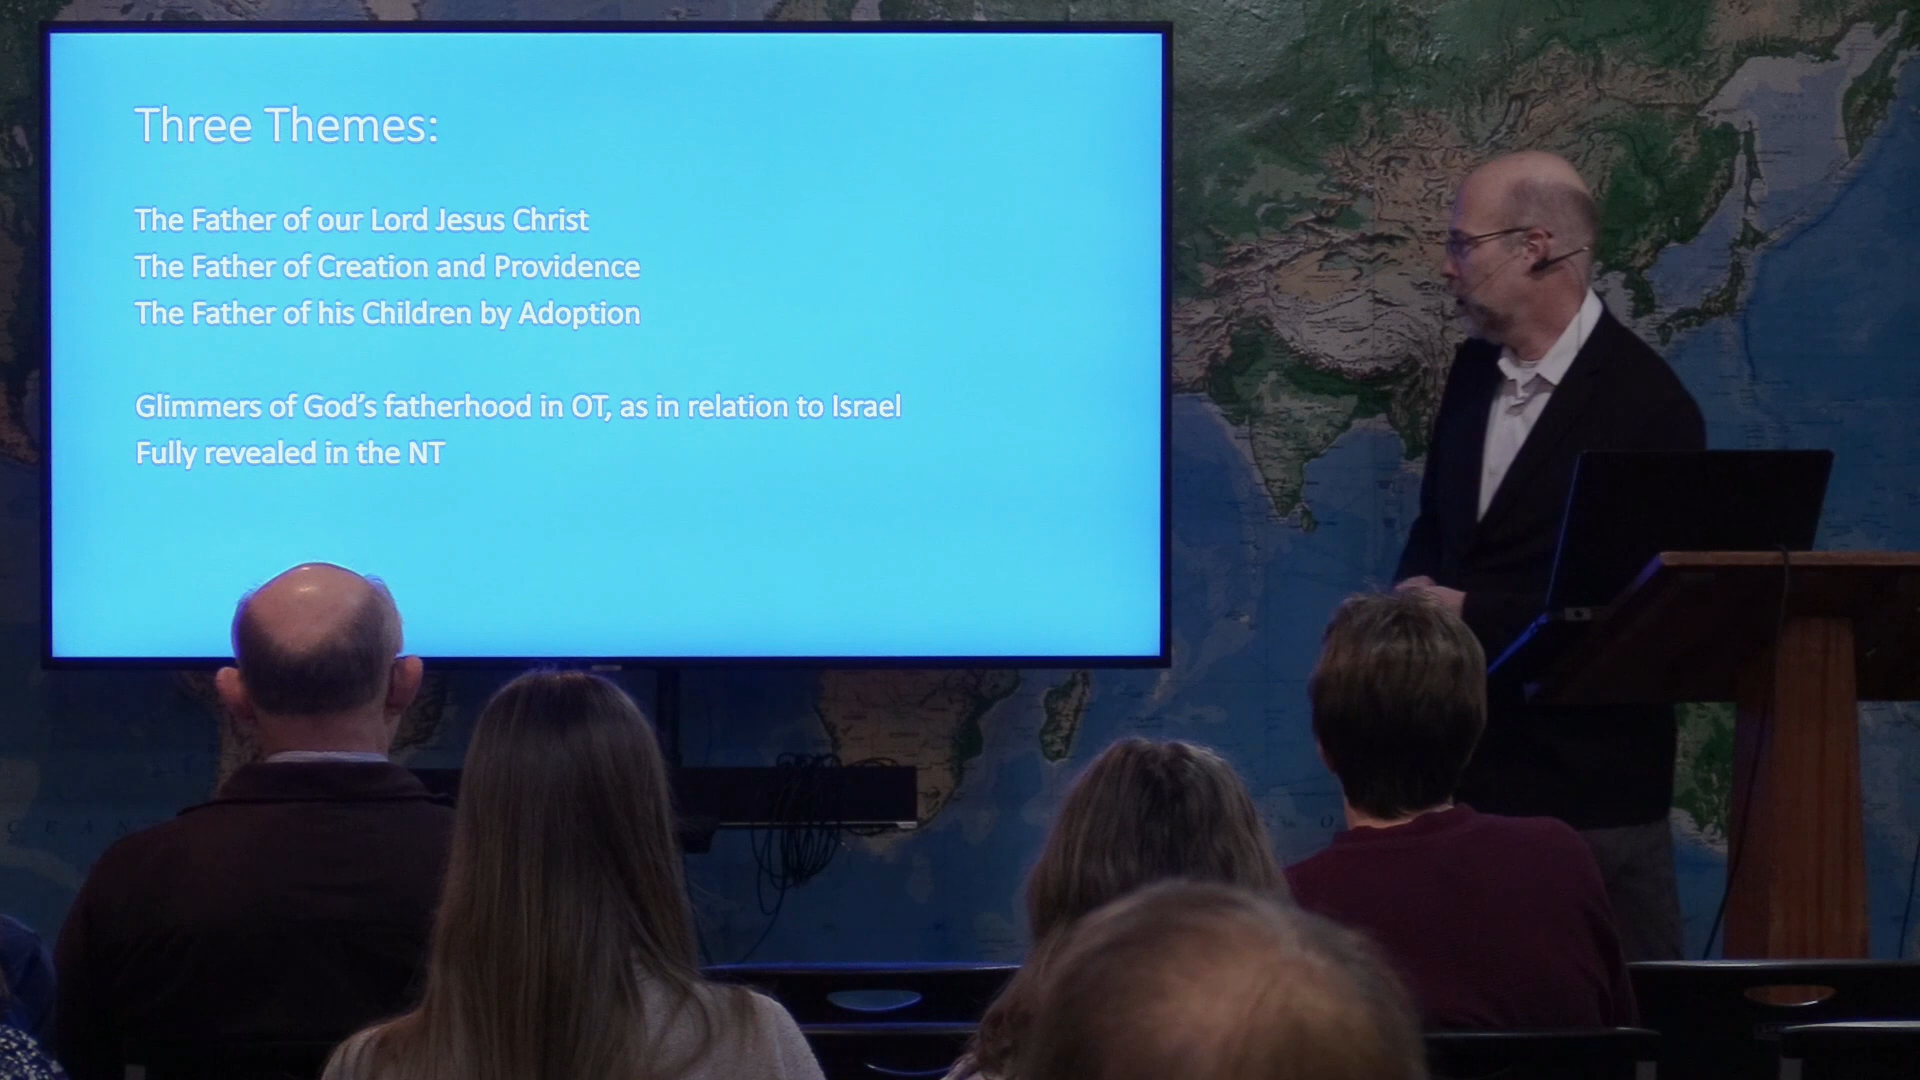 Three Themes:
The Father of our Lord Jesus Christ
The Father of Creation and Providence
The Father of his Children by Adoption
Glimmers of God’s fatherhood in OT, as in relation to Israel
Fully revealed in the NT